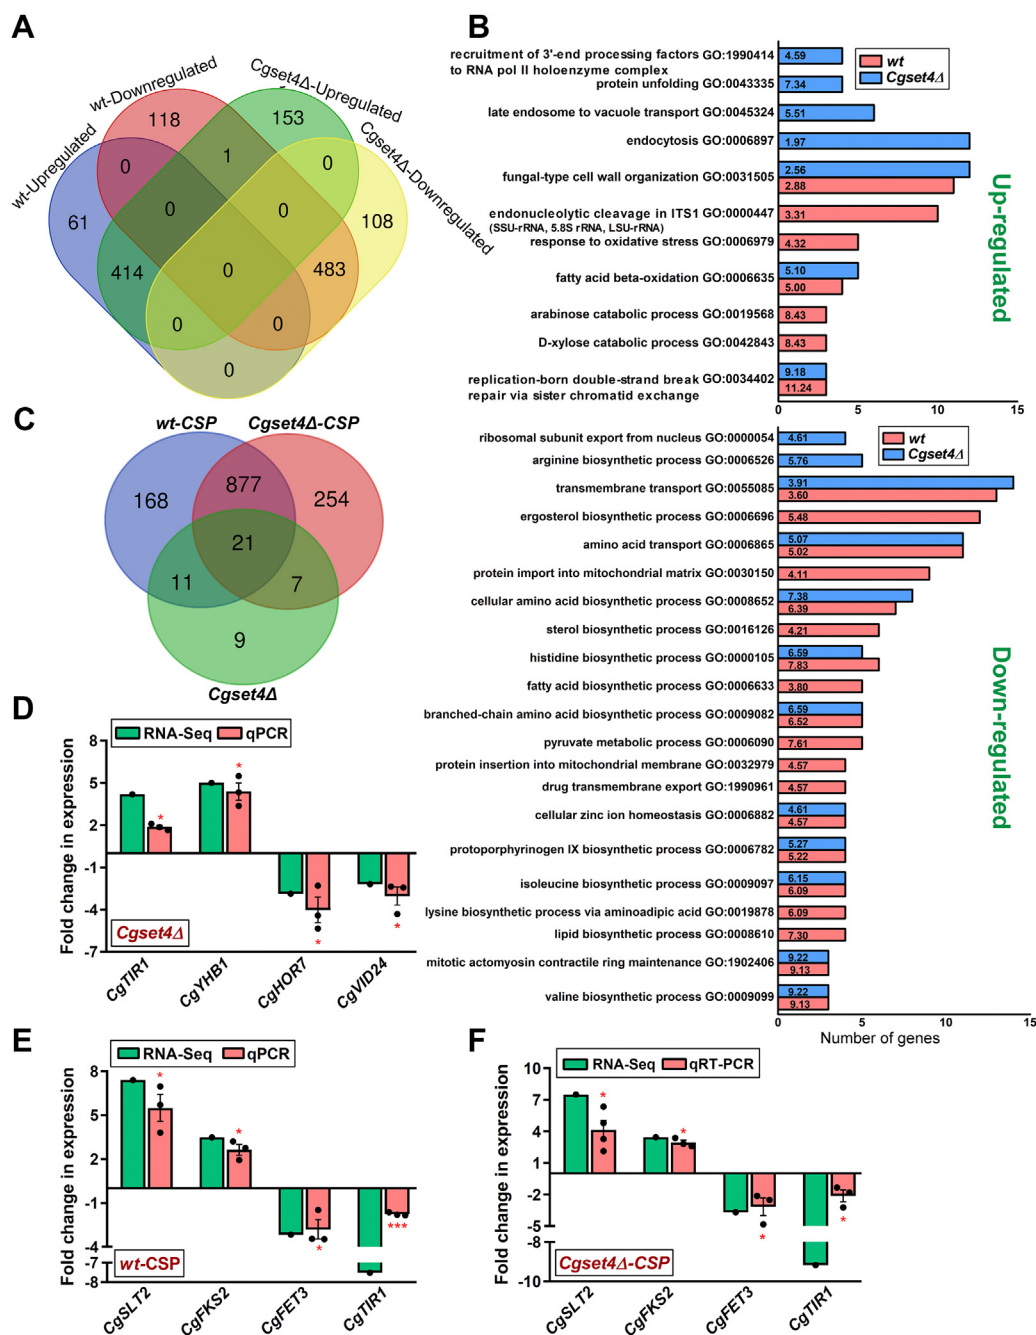 A
wt-Upregulated
wt-Downregulated
Cgset4Δ-Upregulated
Cgset4Δ-Downregulated
118
153
0
1
0
61
0
0
108
414
0
483
0
0
0
B
wt
Cgset4Δ
recruitment of 3'-end processing factors GO:1990414
to RNA pol II holoenzyme complex
4.59
protein unfolding GO:0043335
7.34
late endosome to vacuole transport GO:0045324
5.51
endocytosis GO:0006897
1.97
fungal-type cell wall organization GO:0031505
2.56
2.88
endonucleolytic cleavage in ITS1 GO:0000447
(SSU-rRNA, 5.8S rRNA, LSU-rRNA)
3.31
response to oxidative stress GO:0006979
4.32
fatty acid beta-oxidation GO:0006635
5.10
5.00
arabinose catabolic process GO:0019568
8.43
D-xylose catabolic process GO:0042843
8.43
replication-born double-strand break GO:0034402
repair via sister chromatid exchange
9.18
11.24
0 5 10 15
Up-regulated
wt
Cgset4Δ
ribosomal subunit export from nucleus GO:0000054
4.61
arginine biosynthetic process GO:0006526
5.76
transmembrane transport GO:0055085
3.91
3.60
ergosterol biosynthetic process GO:0006696
5.48
amino acid transport GO:0006865
5.07
5.02
protein import into mitochondrial matrix GO:0030150
4.11
cellular amino acid biosynthetic process GO:0008652
7.38
6.39
sterol biosynthetic process GO:0016126
4.21
histidine biosynthetic process GO:0000105
6.59
7.83
fatty acid biosynthetic process GO:0006633
3.80
branched-chain amino acid biosynthetic process GO:0009082
6.59
6.52
pyruvate metabolic process GO:0006090
7.61
protein insertion into mitochondrial membrane GO:0032979
4.57
drug transmembrane export GO:1990961
4.57
cellular zinc ion homeostasis GO:0006882
4.61
4.57
protoporphyrinogen IX biosynthetic process GO:0006782
5.27
5.22
isoleucine biosynthetic process GO:0009097
6.15
6.09
lysine biosynthetic process via aminoadipic acid GO:0019878
6.09
lipid biosynthetic process GO:0008610
7.30
mitotic actomyosin contractile ring maintenance GO:1902406
9.22
9.13
valine biosynthetic process GO:0009099
9.22
9.13
0 5 10 15
Number of genes
Down-regulated
C
wt-CSP
Cgset4Δ-CSP
168
877
254
21
11
7
9
Cgset4Δ
D
RNA-Seq qPCR
Fold change in expression
8
5
2
-1
-4
-7
*
*
*
*
Cgset4Δ
CgTIR1
CgYHB1
CgHOR7
CgVID24
E
RNA-Seq qPCR
Fold change in expression
8
5
2
-1
-4
-7
-8
*
*
*
***
wt-CSP
CgSLT2
CgFKS2
CgFET3
CgTIR1
F
RNA-Seq qRT-PCR
Fold change in expression
10
7
4
1
-2
-5
-8
-10
*
*
*
*
Cgset4Δ-CSP
CgSLT2
CgFKS2
CgFET3
CgTIR1